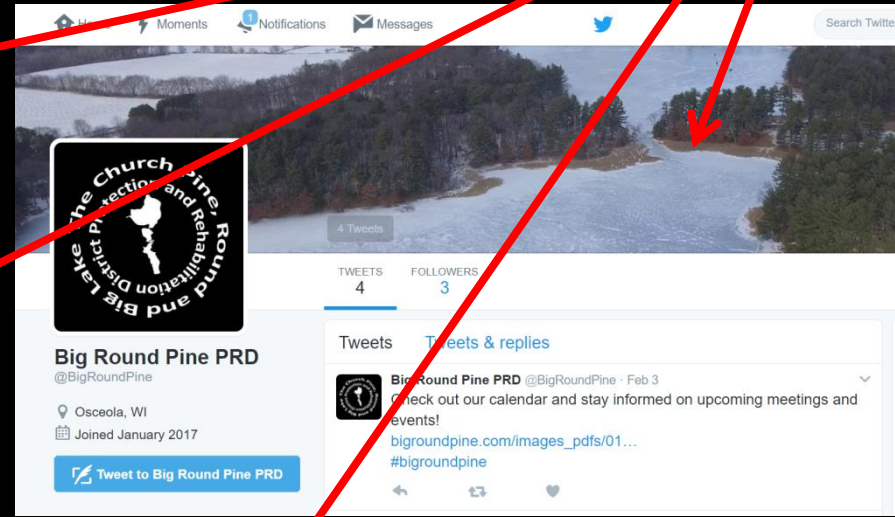 Moments
1
Notifications
Messages
Search Twitte
The Church Pine, Round and Big Lake
Protection and Rehabilitation District
4 Tweets
TWEETS
FOLLOWERS
4
3
Big Round Pine PRD
@BigRoundPine
Osceola, WI
Joined January 2017
Tweet to Big Round Pine PRD
Tweets
Tweets & replies
Big Round Pine PRD @BigRoundPine · Feb 3
Check out our calendar and stay informed on upcoming meetings and
events!
bigroundpine.com/images_pdfs/01…
#bigroundpine